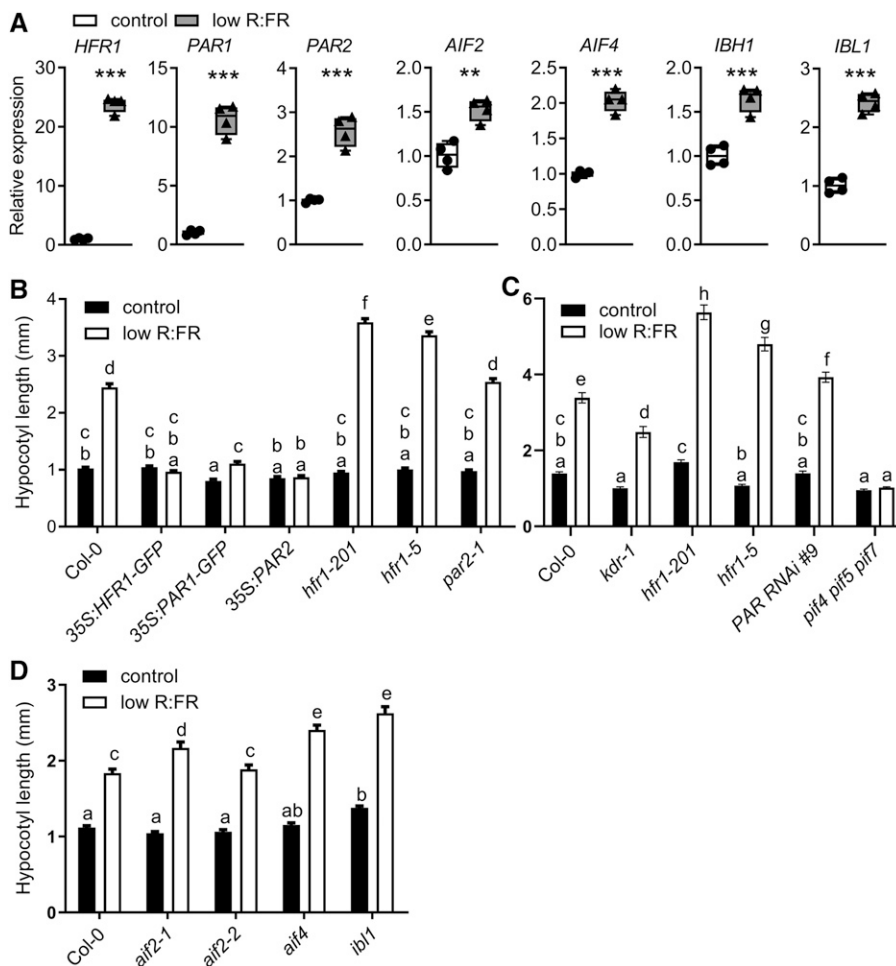 A
control low R:FR
HFR1 PAR1 PAR2 AIF2 AIF4 IBH1 IBL1
*** *** *** ** *** *** ***
Relative expression
30 15 4 2.0 2.5 2.0 3
20 10 3 1.5 2.0 1.5 2
10 5 2 1.0 1.5 1.0 1
0 0 1 0.5 1.0 0.5 0
0 0.0 0.5 0.0
0.0
B
control
low R:FR
Hypocotyl length (mm)
4
3
2
1
0
c b a d c b a c b a a c b a b a c b a f c b a e c b a d
Col-0
35S:HFR1-GFP
35S:PAR1-GFP
35S:PAR2
hfr1-201
hfr1-5
par2-1
C
control
low R:FR
6
4
2
0
c b a e a d c h b a g c b a f a a
Col-0
kdr-1
hfr1-201
hfr1-5
PAR RNAi #9
pif4 pif5 pif7
D
control
low R:FR
Hypocotyl length (mm)
3
2
1
0
a c a d a c ab e b e
Col-0
aif2-1
aif2-2
aif4
ibl1